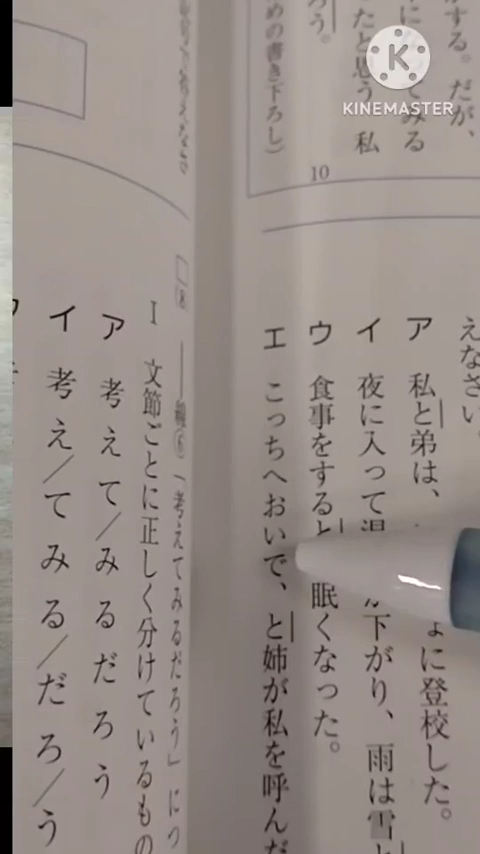 KINEMASTER
がする。だが、
てみる
たと思う 私
ろう。
めの書き下ろし)
10
えなさい。
ア 私と弟は、 に登校した。
イ 夜に入って 下がり、雨は雪と
ウ 食事をすると 眠くなった。
エ こっちへおいで、と姉が私を呼んだ
8 線⑥「考えてみるだろう」につ
Ⅰ 文節ごとに正しく分けているもの
ア 考えて/みるだろう
イ 考え/てみる/だろ/う